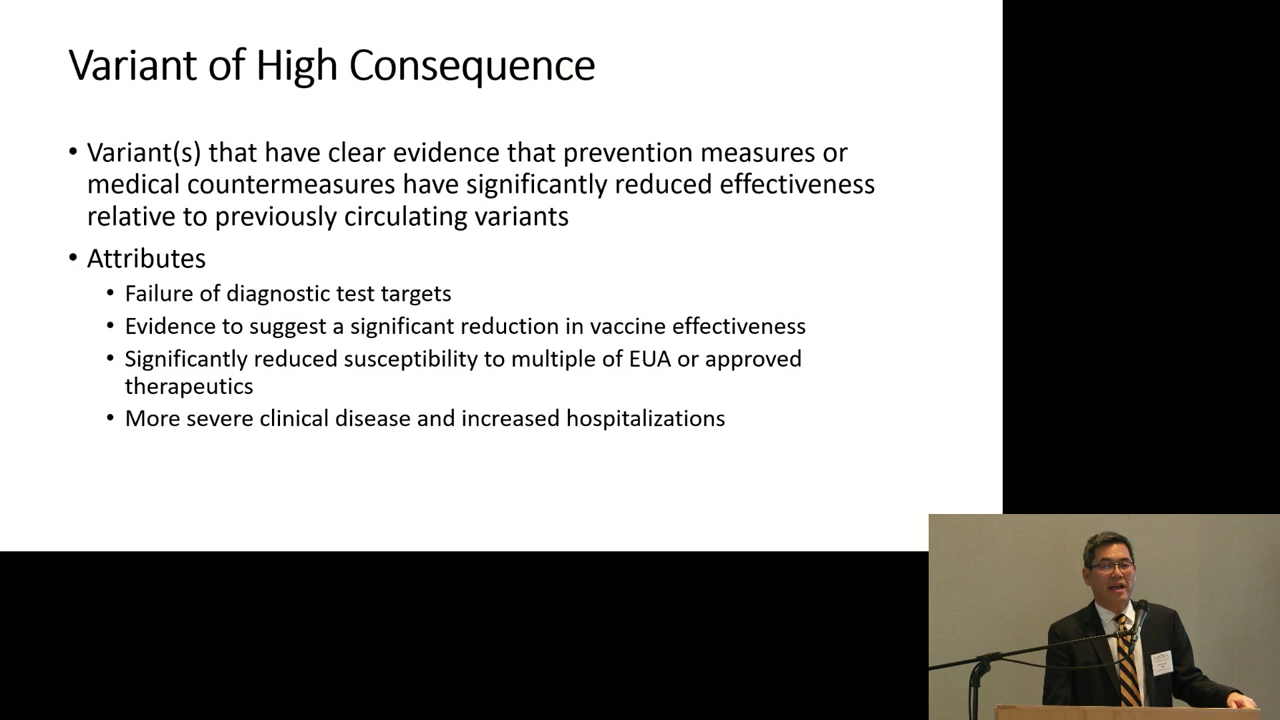 Variant of High Consequence
• Variant(s) that have clear evidence that prevention measures or
medical countermeasures have significantly reduced effectiveness
relative to previously circulating variants
• Attributes
• Failure of diagnostic test targets
• Evidence to suggest a significant reduction in vaccine effectiveness
• Significantly reduced susceptibility to multiple of EUA or approved
therapeutics
• More severe clinical disease and increased hospitalizations